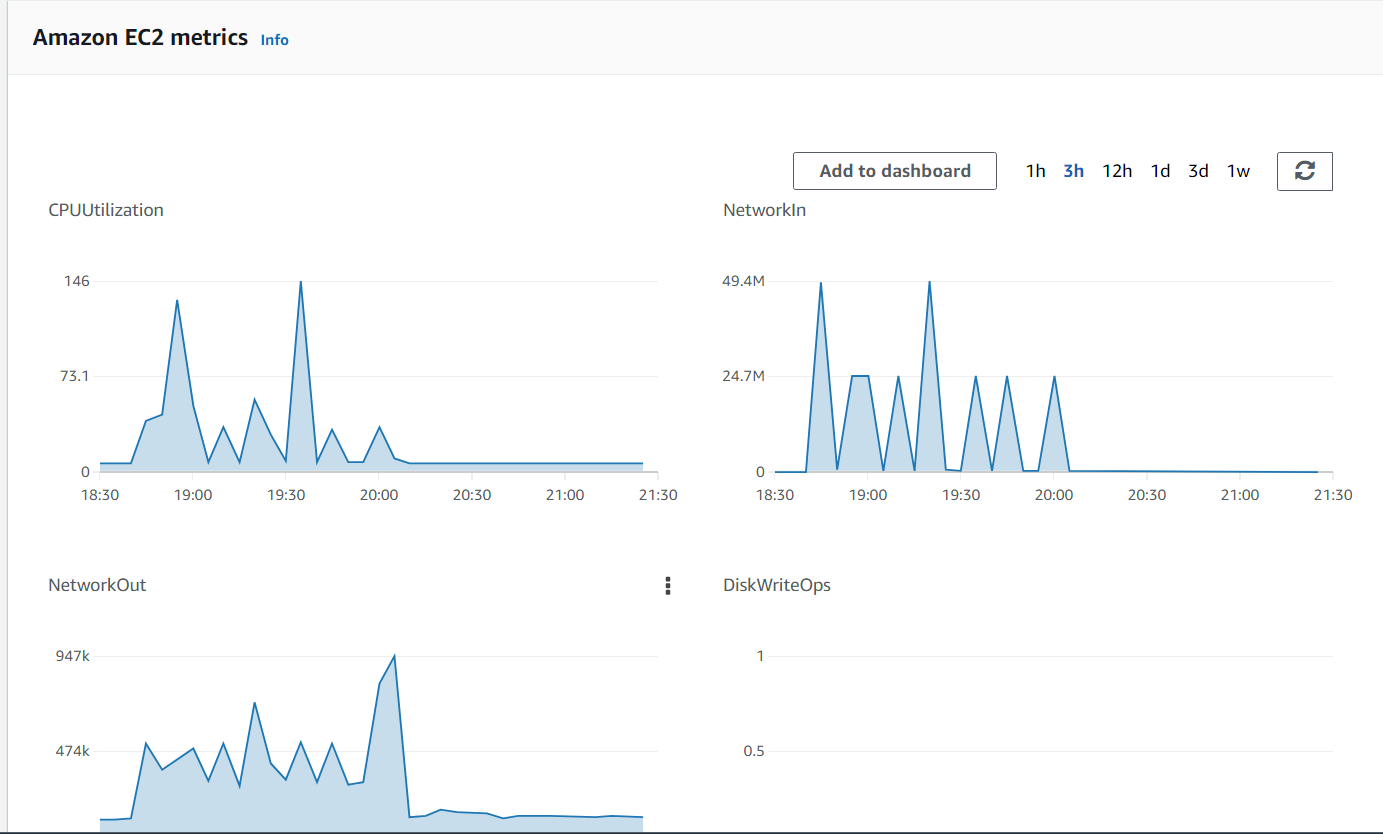 Amazon EC2 metrics Info
Add to dashboard 1h 3h 12h 1d 3d 1w
CPUUtilization
146
73.1
0
18:30 19:00 19:30 20:00 20:30 21:00 21:30
NetworkIn
49.4M
24.7M
0
18:30 19:00 19:30 20:00 20:30 21:00 21:30
NetworkOut
947k
474k
DiskWriteOps
1
0.5